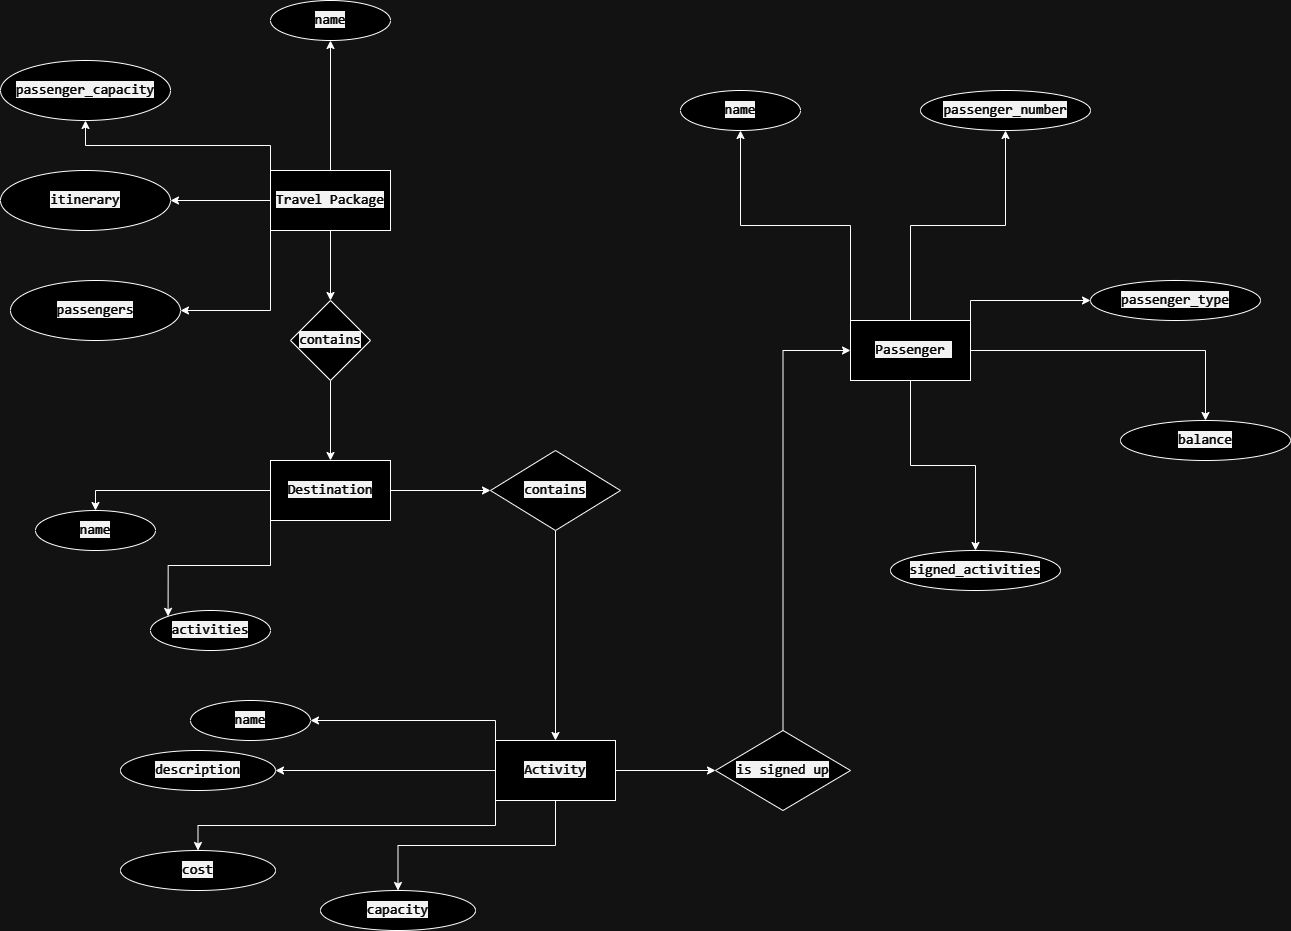 name
passenger_capacity
name
passenger_number
itinerary
Travel Package
passengers
passenger_type
contains
Passenger
balance
Destination
contains
name
signed_activities
activities
name
description
Activity
is signed up
cost
capacity